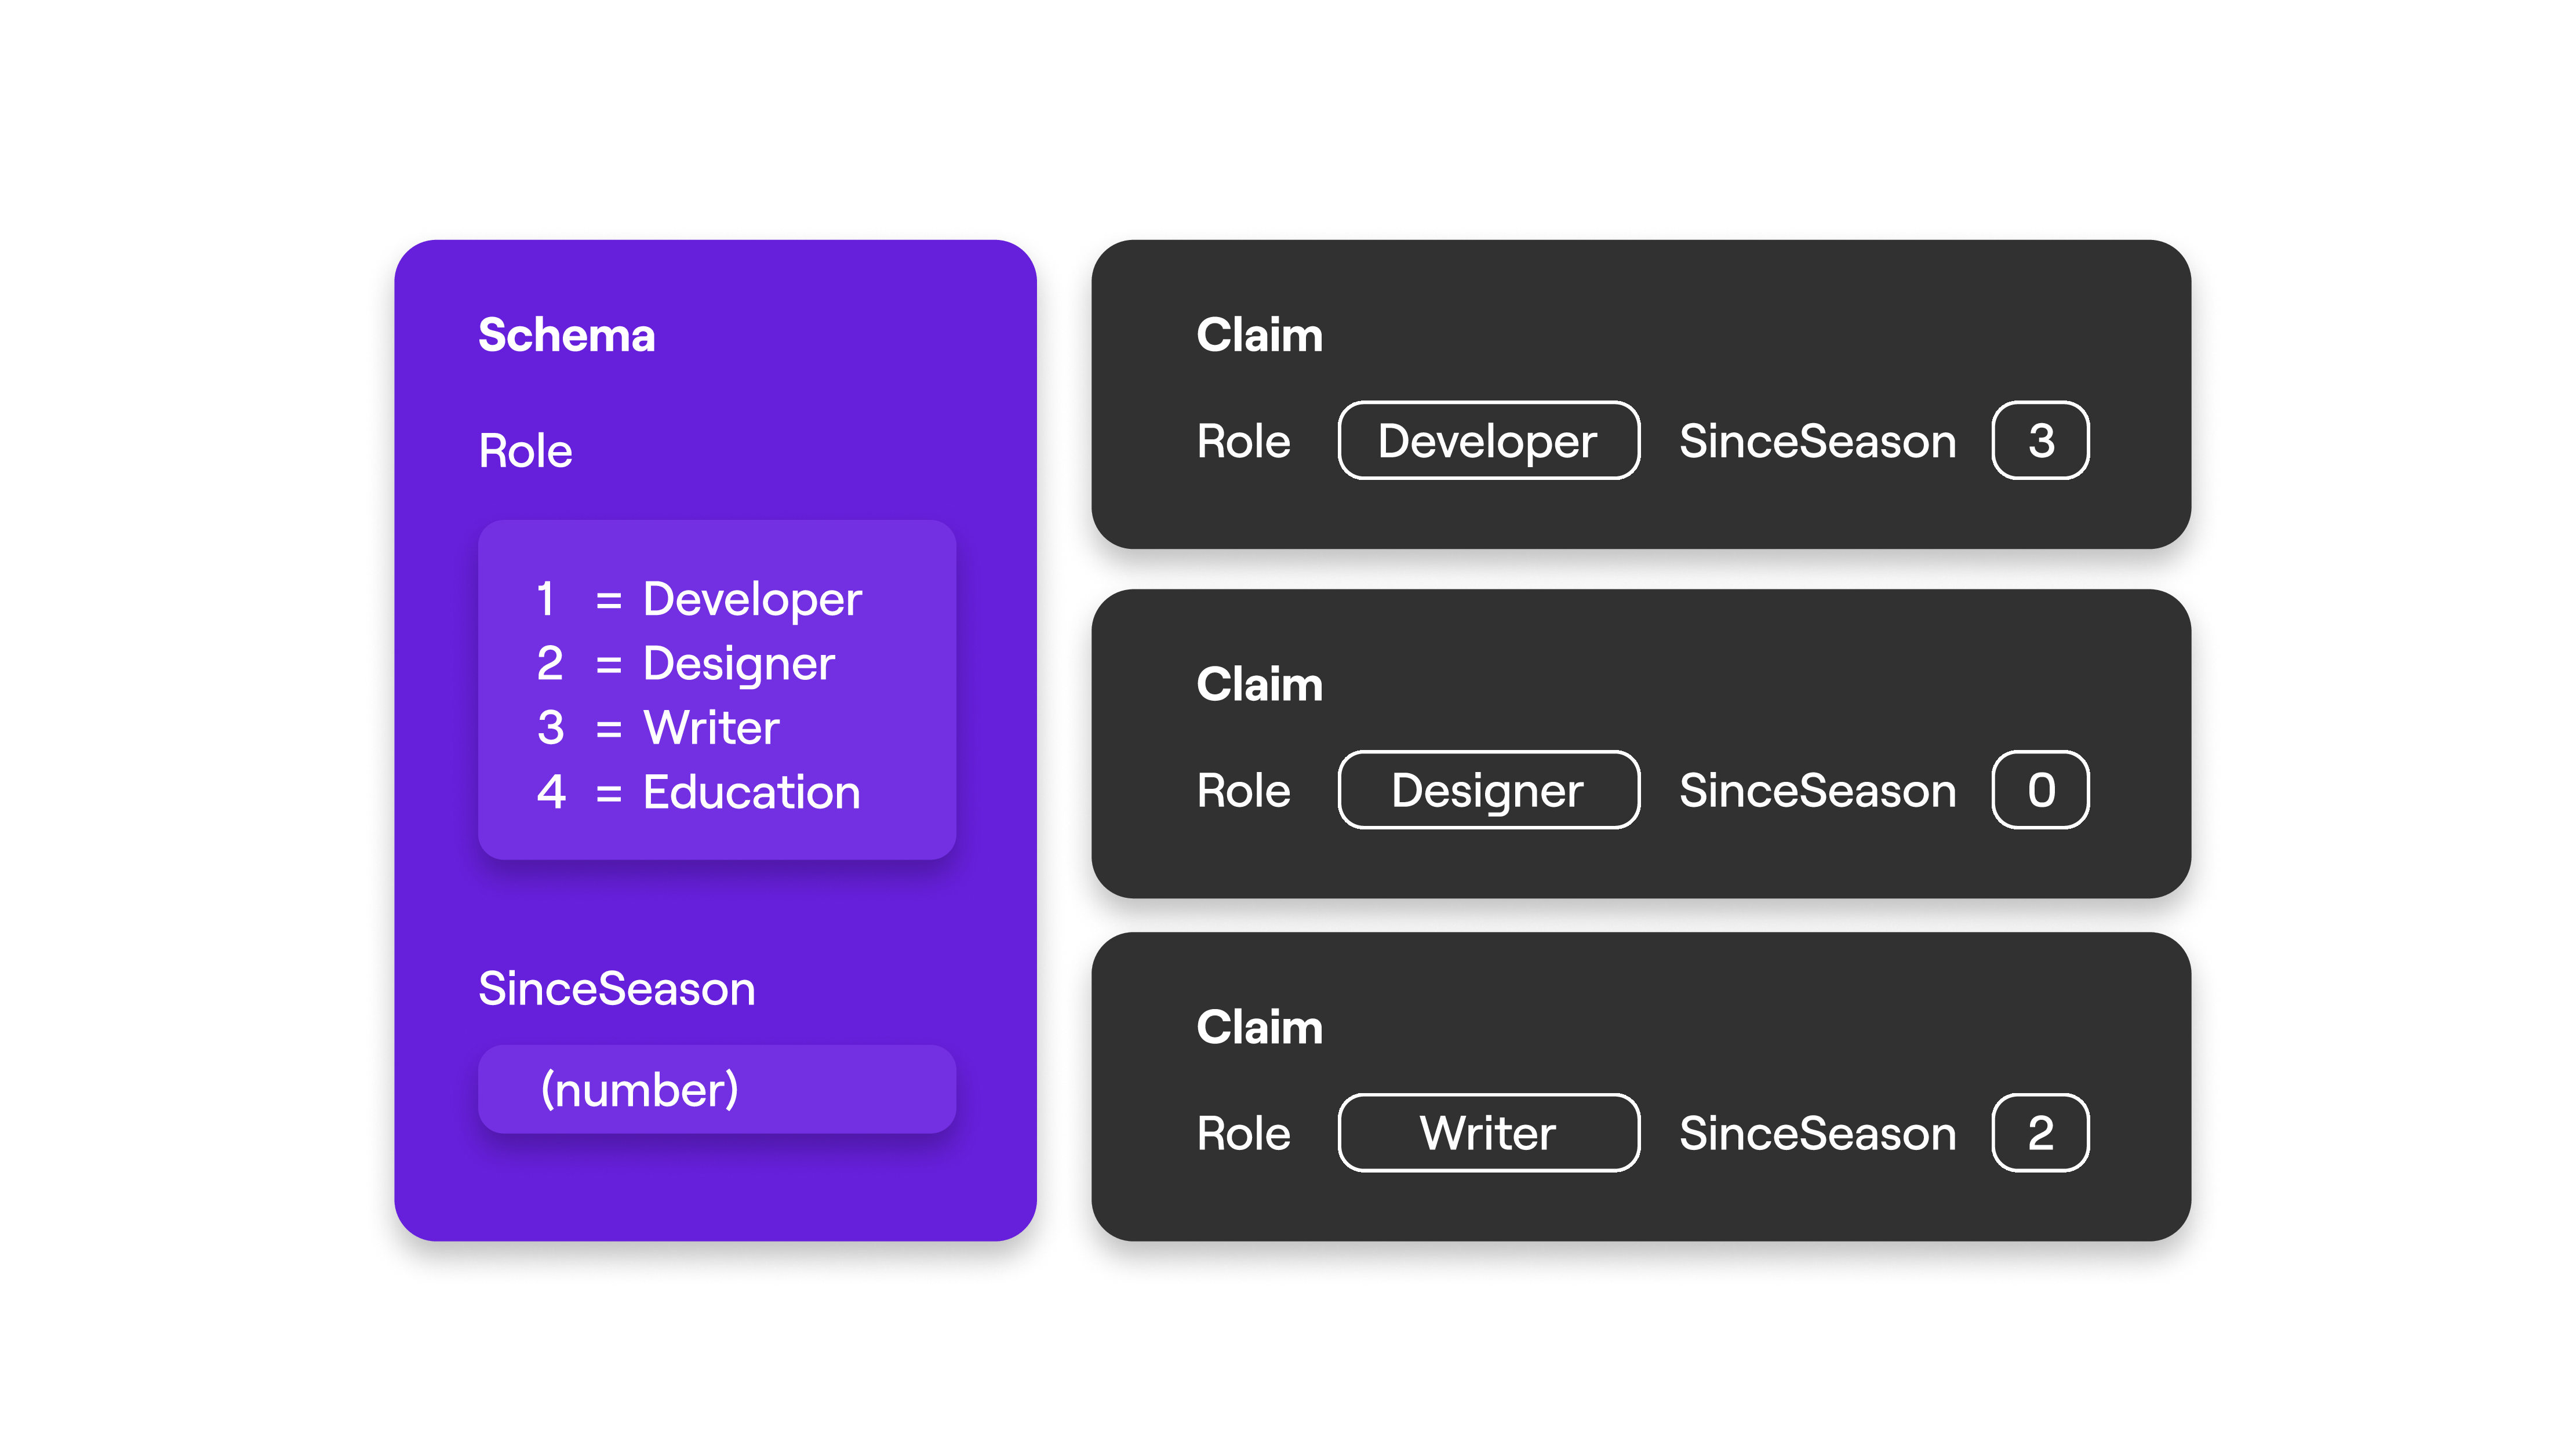 Schema
Role
1 = Developer
2 = Designer
3 = Writer
4 = Education
SinceSeason
(number)
Claim
Role Developer SinceSeason 3
Claim
Role Designer SinceSeason 0
Claim
Role Writer SinceSeason 2